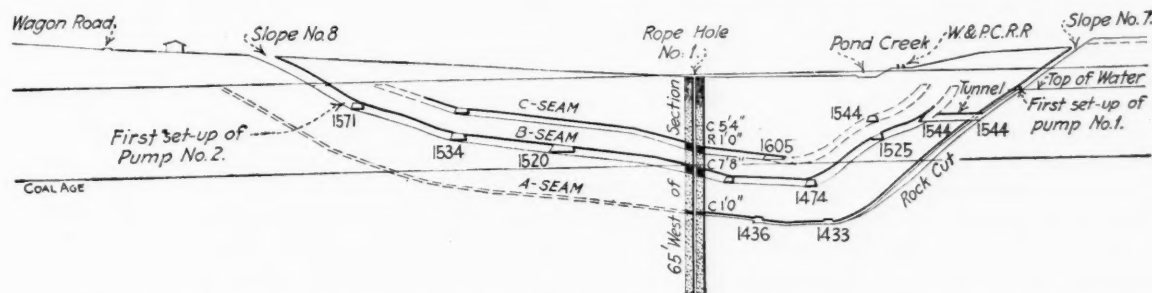 Wagon Road
Slope No. 8
Rope Hole
No. 1.
Pond Creek
W.& P.C.R.R
Slope No. 7.
Top of Water
Tunnel
First set-up of
pump No. 1.
First set-up of
Pump No. 2.
1571
C-SEAM
B-SEAM
1534
1520
Section
65' West of
C 5'4"
R 1'0"
1605
1544
1544
1544
1525
C 7'8"
1474
Rock Cut
COAL AGE
A-SEAM
C 1'0"
1436
1433